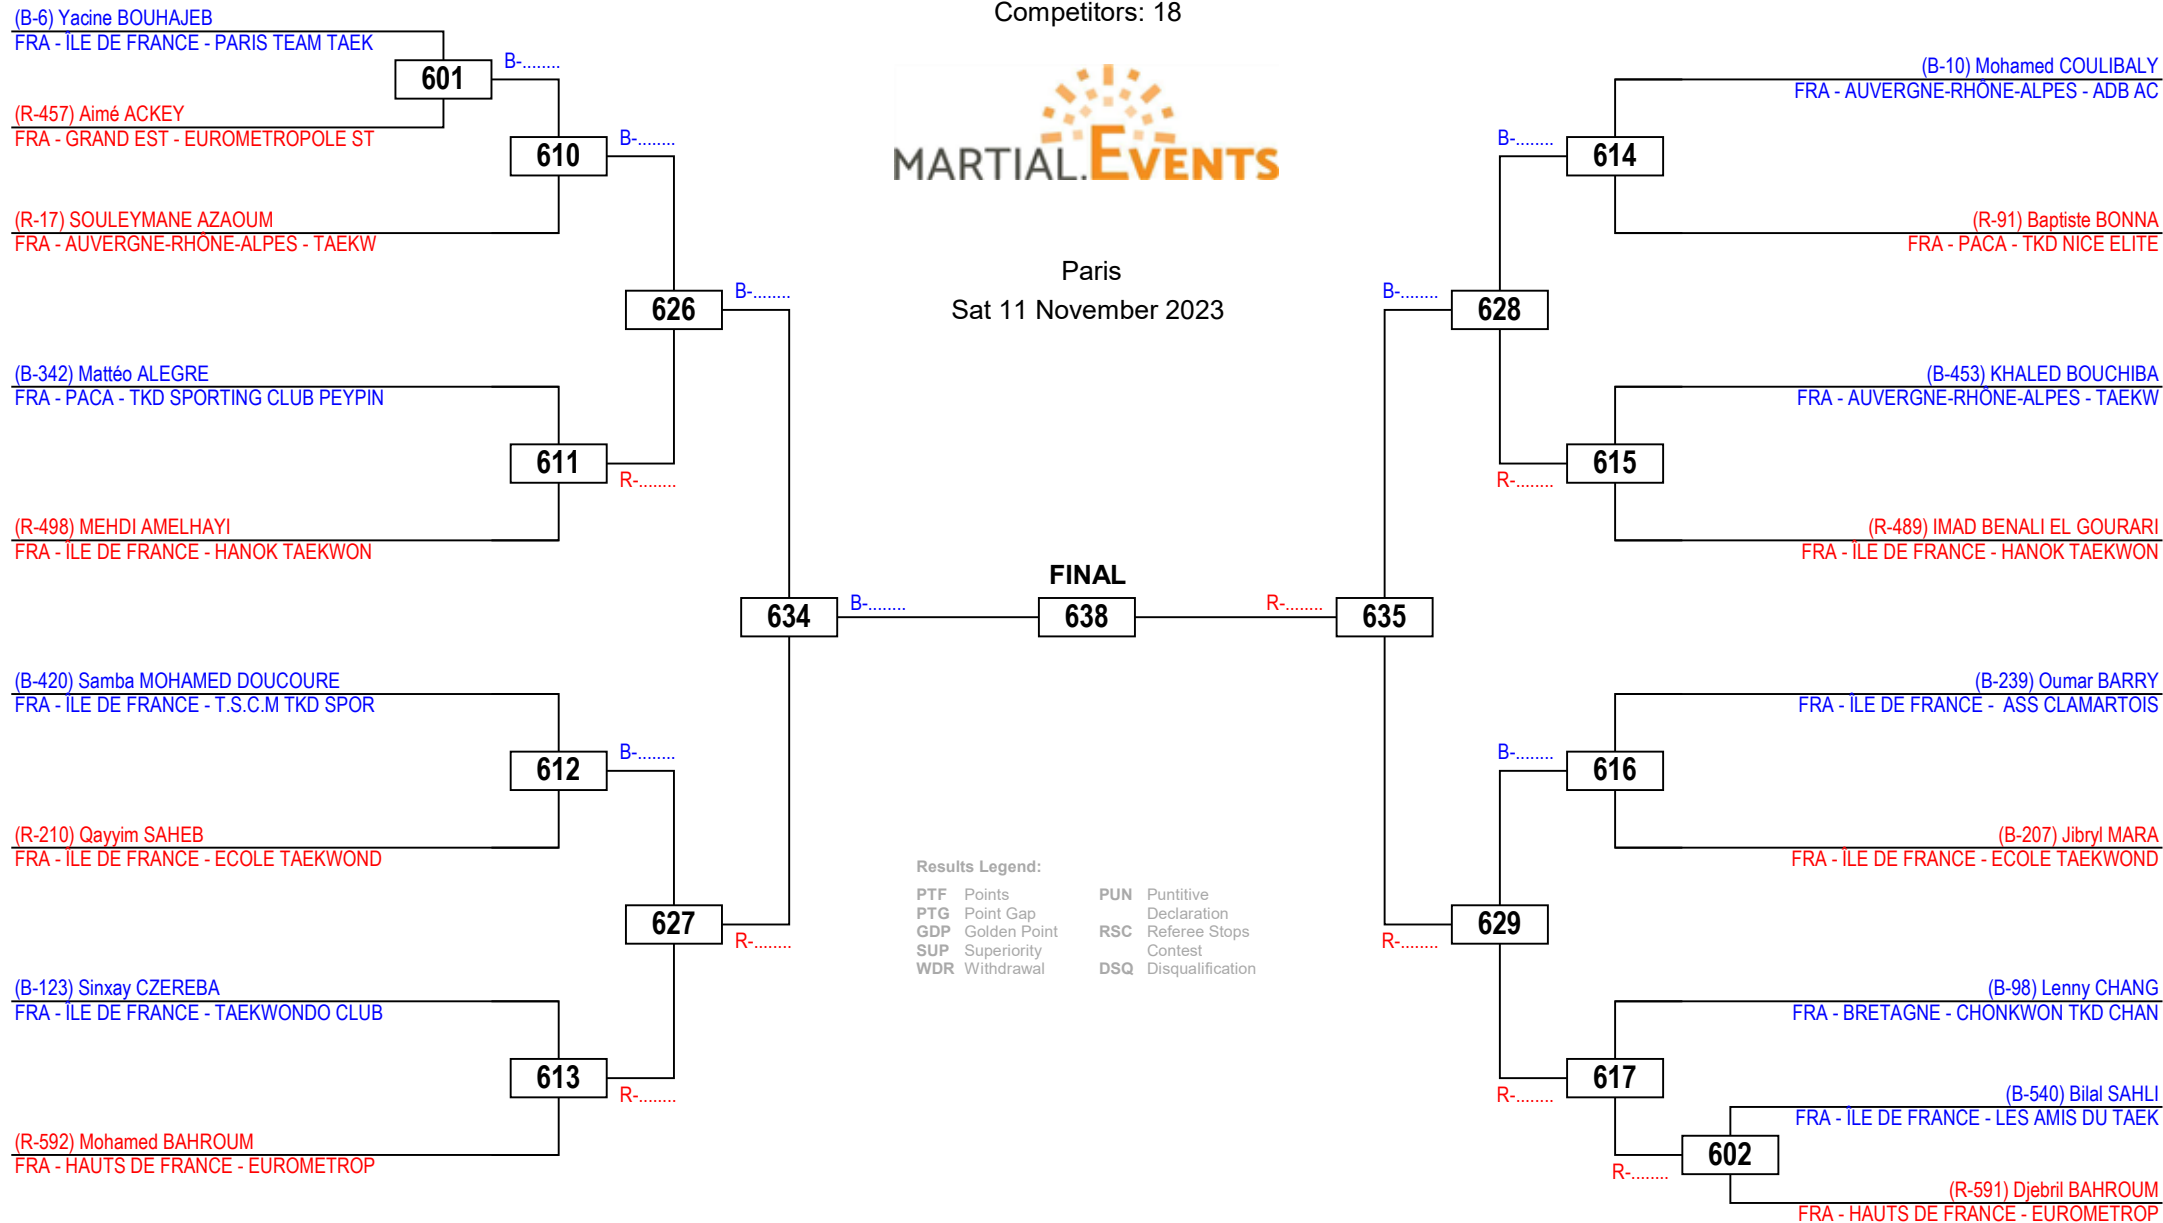 Competitors: 18
MARTIAL.EVENTS
Paris
Sat 11 November 2023
(B-6) Yacine BOUHAJEB
FRA - ÎLE DE FRANCE - PARIS TEAM TAEK
601
B-........
(R-457) Aimé ACKEY
FRA - GRAND EST - EUROMETROPOLE ST
610
B-........
(R-17) SOULEYMANE AZAOUM
FRA - AUVERGNE-RHÔNE-ALPES - TAEKW
626
B-........
(B-342) Mattéo ALEGRE
FRA - PACA - TKD SPORTING CLUB PEYPIN
611
R-........
(R-498) MEHDI AMELHAYI
FRA - ÎLE DE FRANCE - HANOK TAEKWON
634
B-........
(B-420) Samba MOHAMED DOUCOURE
FRA - ÎLE DE FRANCE - T.S.C.M TKD SPOR
612
B-........
(R-210) Qayyim SAHEB
FRA - ÎLE DE FRANCE - ECOLE TAEKWOND
627
R-........
(B-123) Sinxay CZEREBA
FRA - ÎLE DE FRANCE - TAEKWONDO CLUB
613
R-........
(R-592) Mohamed BAHROUM
FRA - HAUTS DE FRANCE - EUROMETROP
FINAL
638
Results Legend:
PTF Points
PTG Point Gap
GDP Golden Point
SUP Superiority
WDR Withdrawal
PUN Puntitive
Declaration
RSC Referee Stops
Contest
DSQ Disqualification
(B-10) Mohamed COULIBALY
FRA - AUVERGNE-RHÔNE-ALPES - ADB AC
B-........
614
(R-91) Baptiste BONNA
FRA - PACA - TKD NICE ELITE
B-........
628
(B-453) KHALED BOUCHIBA
FRA - AUVERGNE-RHÔNE-ALPES - TAEKW
615
R-........
(R-489) IMAD BENALI EL GOURARI
FRA - ÎLE DE FRANCE - HANOK TAEKWON
R-........
635
(B-239) Oumar BARRY
FRA - ÎLE DE FRANCE -  ASS CLAMARTOIS
B-........
616
(B-207) Jibryl MARA
FRA - ÎLE DE FRANCE - ECOLE TAEKWOND
629
R-........
(B-98) Lenny CHANG
FRA - BRETAGNE - CHONKWON TKD CHAN
617
R-........
(B-540) Bilal SAHLI
FRA - ÎLE DE FRANCE - LES AMIS DU TAEK
602
R-........
(R-591) Djebril BAHROUM
FRA - HAUTS DE FRANCE - EUROMETROP